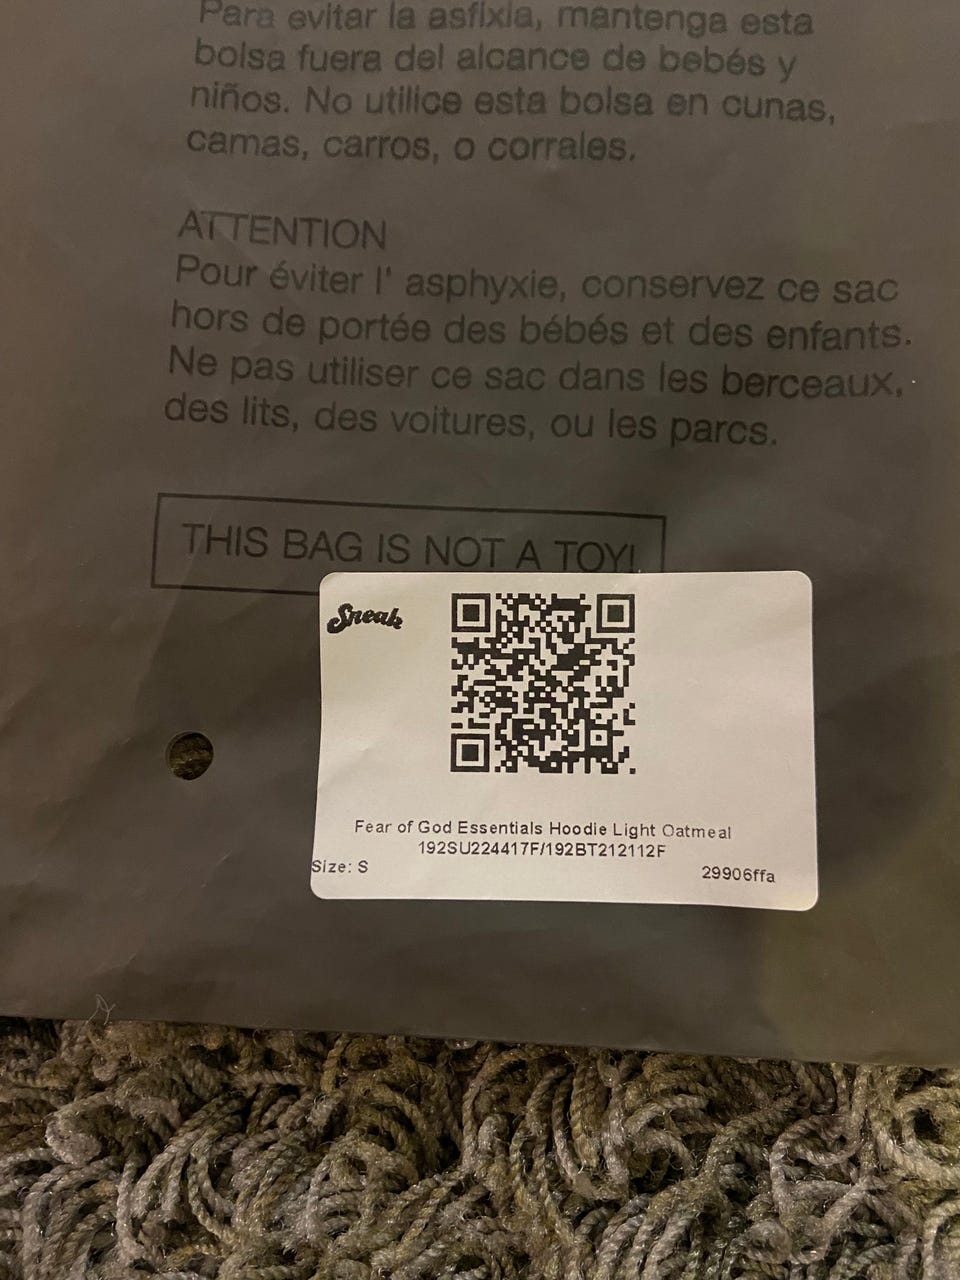 Para evitar la asfixia, mantenga esta
bolsa fuera del alcance de bebés y
niños. No utilice esta bolsa en cunas,
camas, carros, o corrales.
ATTENTION
Pour éviter l' asphyxie, conservez ce sac
hors de portée des bébés et des enfants.
Ne pas utiliser ce sac dans les berceaux,
des lits, des voitures, ou les parcs.
THIS BAG IS NOT A TOY!
Sneak
Fear of God Essentials Hoodie Light Oatmeal
192SU224417F/192BT212112F
Size: S
29906ffa